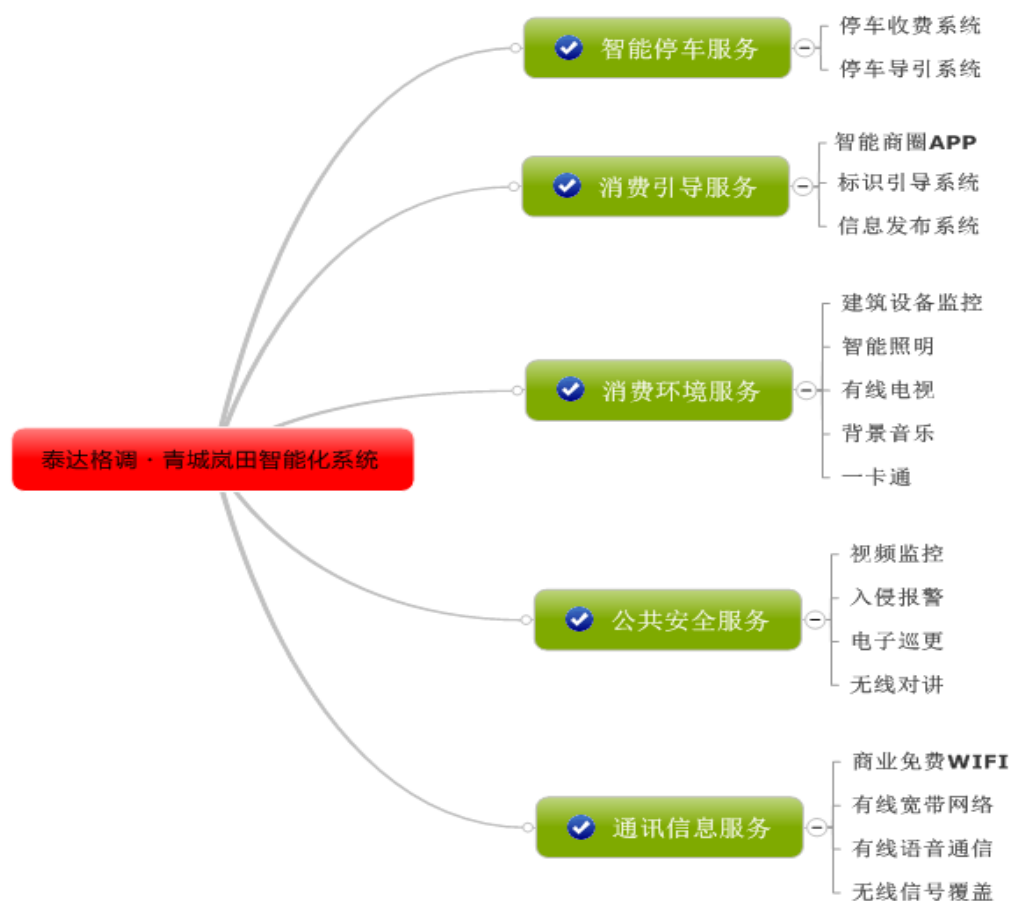 智能停车服务
停车收费系统
停车导引系统
消费引导服务
智能商圈APP
标识引导系统
信息发布系统
消费环境服务
建筑设备监控
智能照明
有线电视
背景音乐
一卡通
泰达格调·青城岚田智能化系统
公共安全服务
视频监控
入侵报警
电子巡更
无线对讲
通讯信息服务
商业免费WIFI
有线宽带网络
有线语音通信
无线信号覆盖